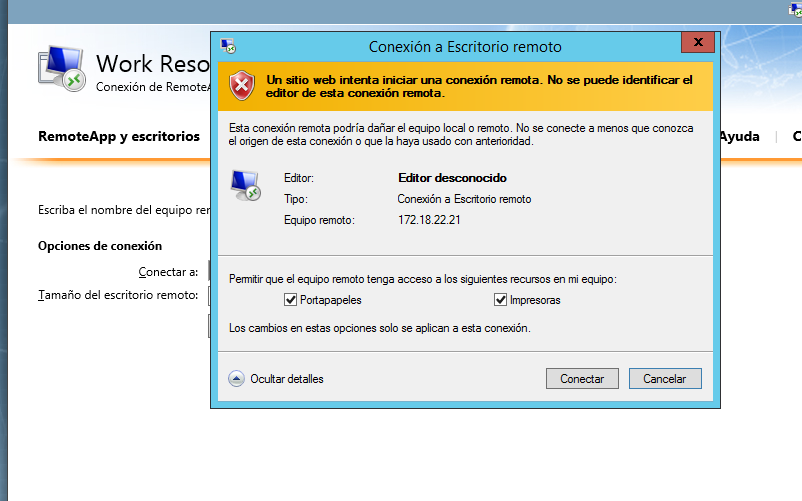 Conexión a Escritorio remoto
Work Reso
Conexión de Remote
Un sitio web intenta iniciar una conexión remota. No se puede identificar el
editor de esta conexión remota.
Esta conexión remota podría dañar el equipo local o remoto. No se conecte a menos que conozca
el origen de esta conexión o que la haya usado con anterioridad.
RemoteApp y escritorios
Ayuda
Editor: Editor desconocido
Tipo: Conexión a Escritorio remoto
Equipo remoto: 172.18.22.21
Escriba el nombre del equipo
Opciones de conexión
Conectar a:
Tamaño del escritorio remoto:
Permitir que el equipo remoto tenga acceso a los siguientes recursos en mi equipo:
Portapapeles Impresoras
Los cambios en estas opciones solo se aplican a esta conexión.
Ocultar detalles Conectar Cancelar